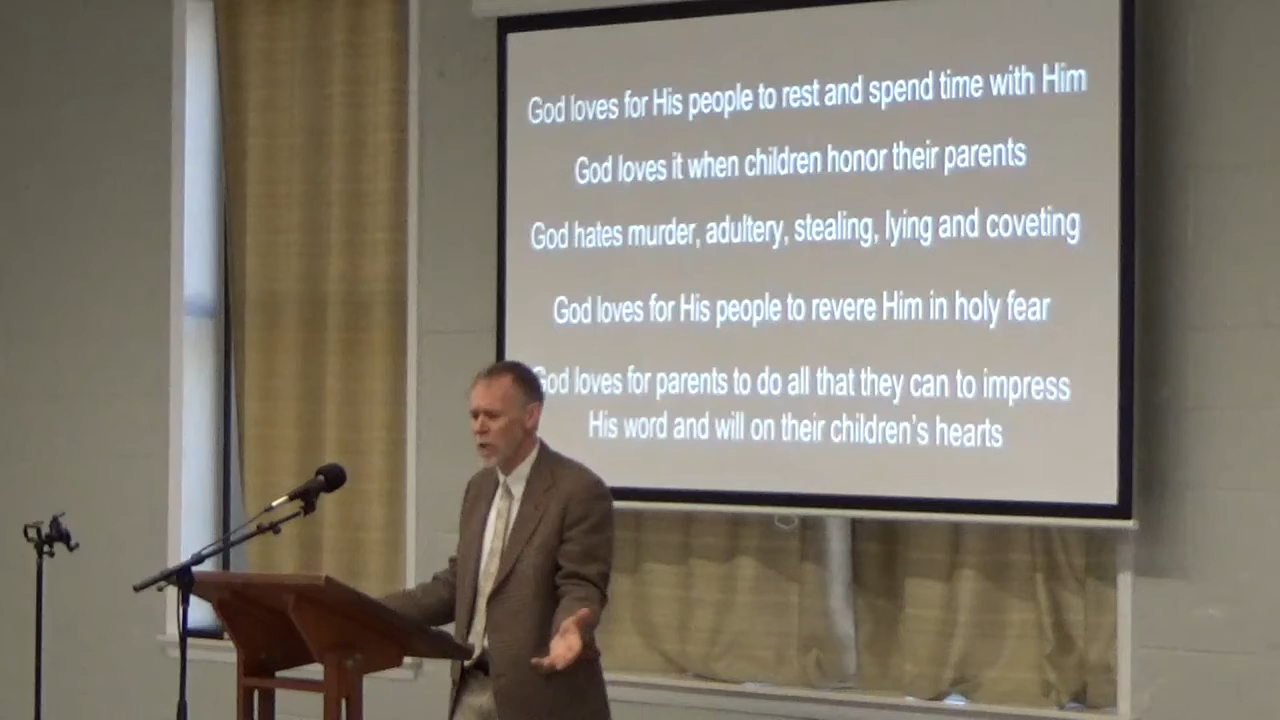 God loves for His people to rest and spend time with Him
God loves it when children honor their parents
God hates murder, adultery, stealing, lying and coveting
God loves for His people to revere Him in holy fear
God loves for parents to do all that they can to impress
His word and will on their children's hearts